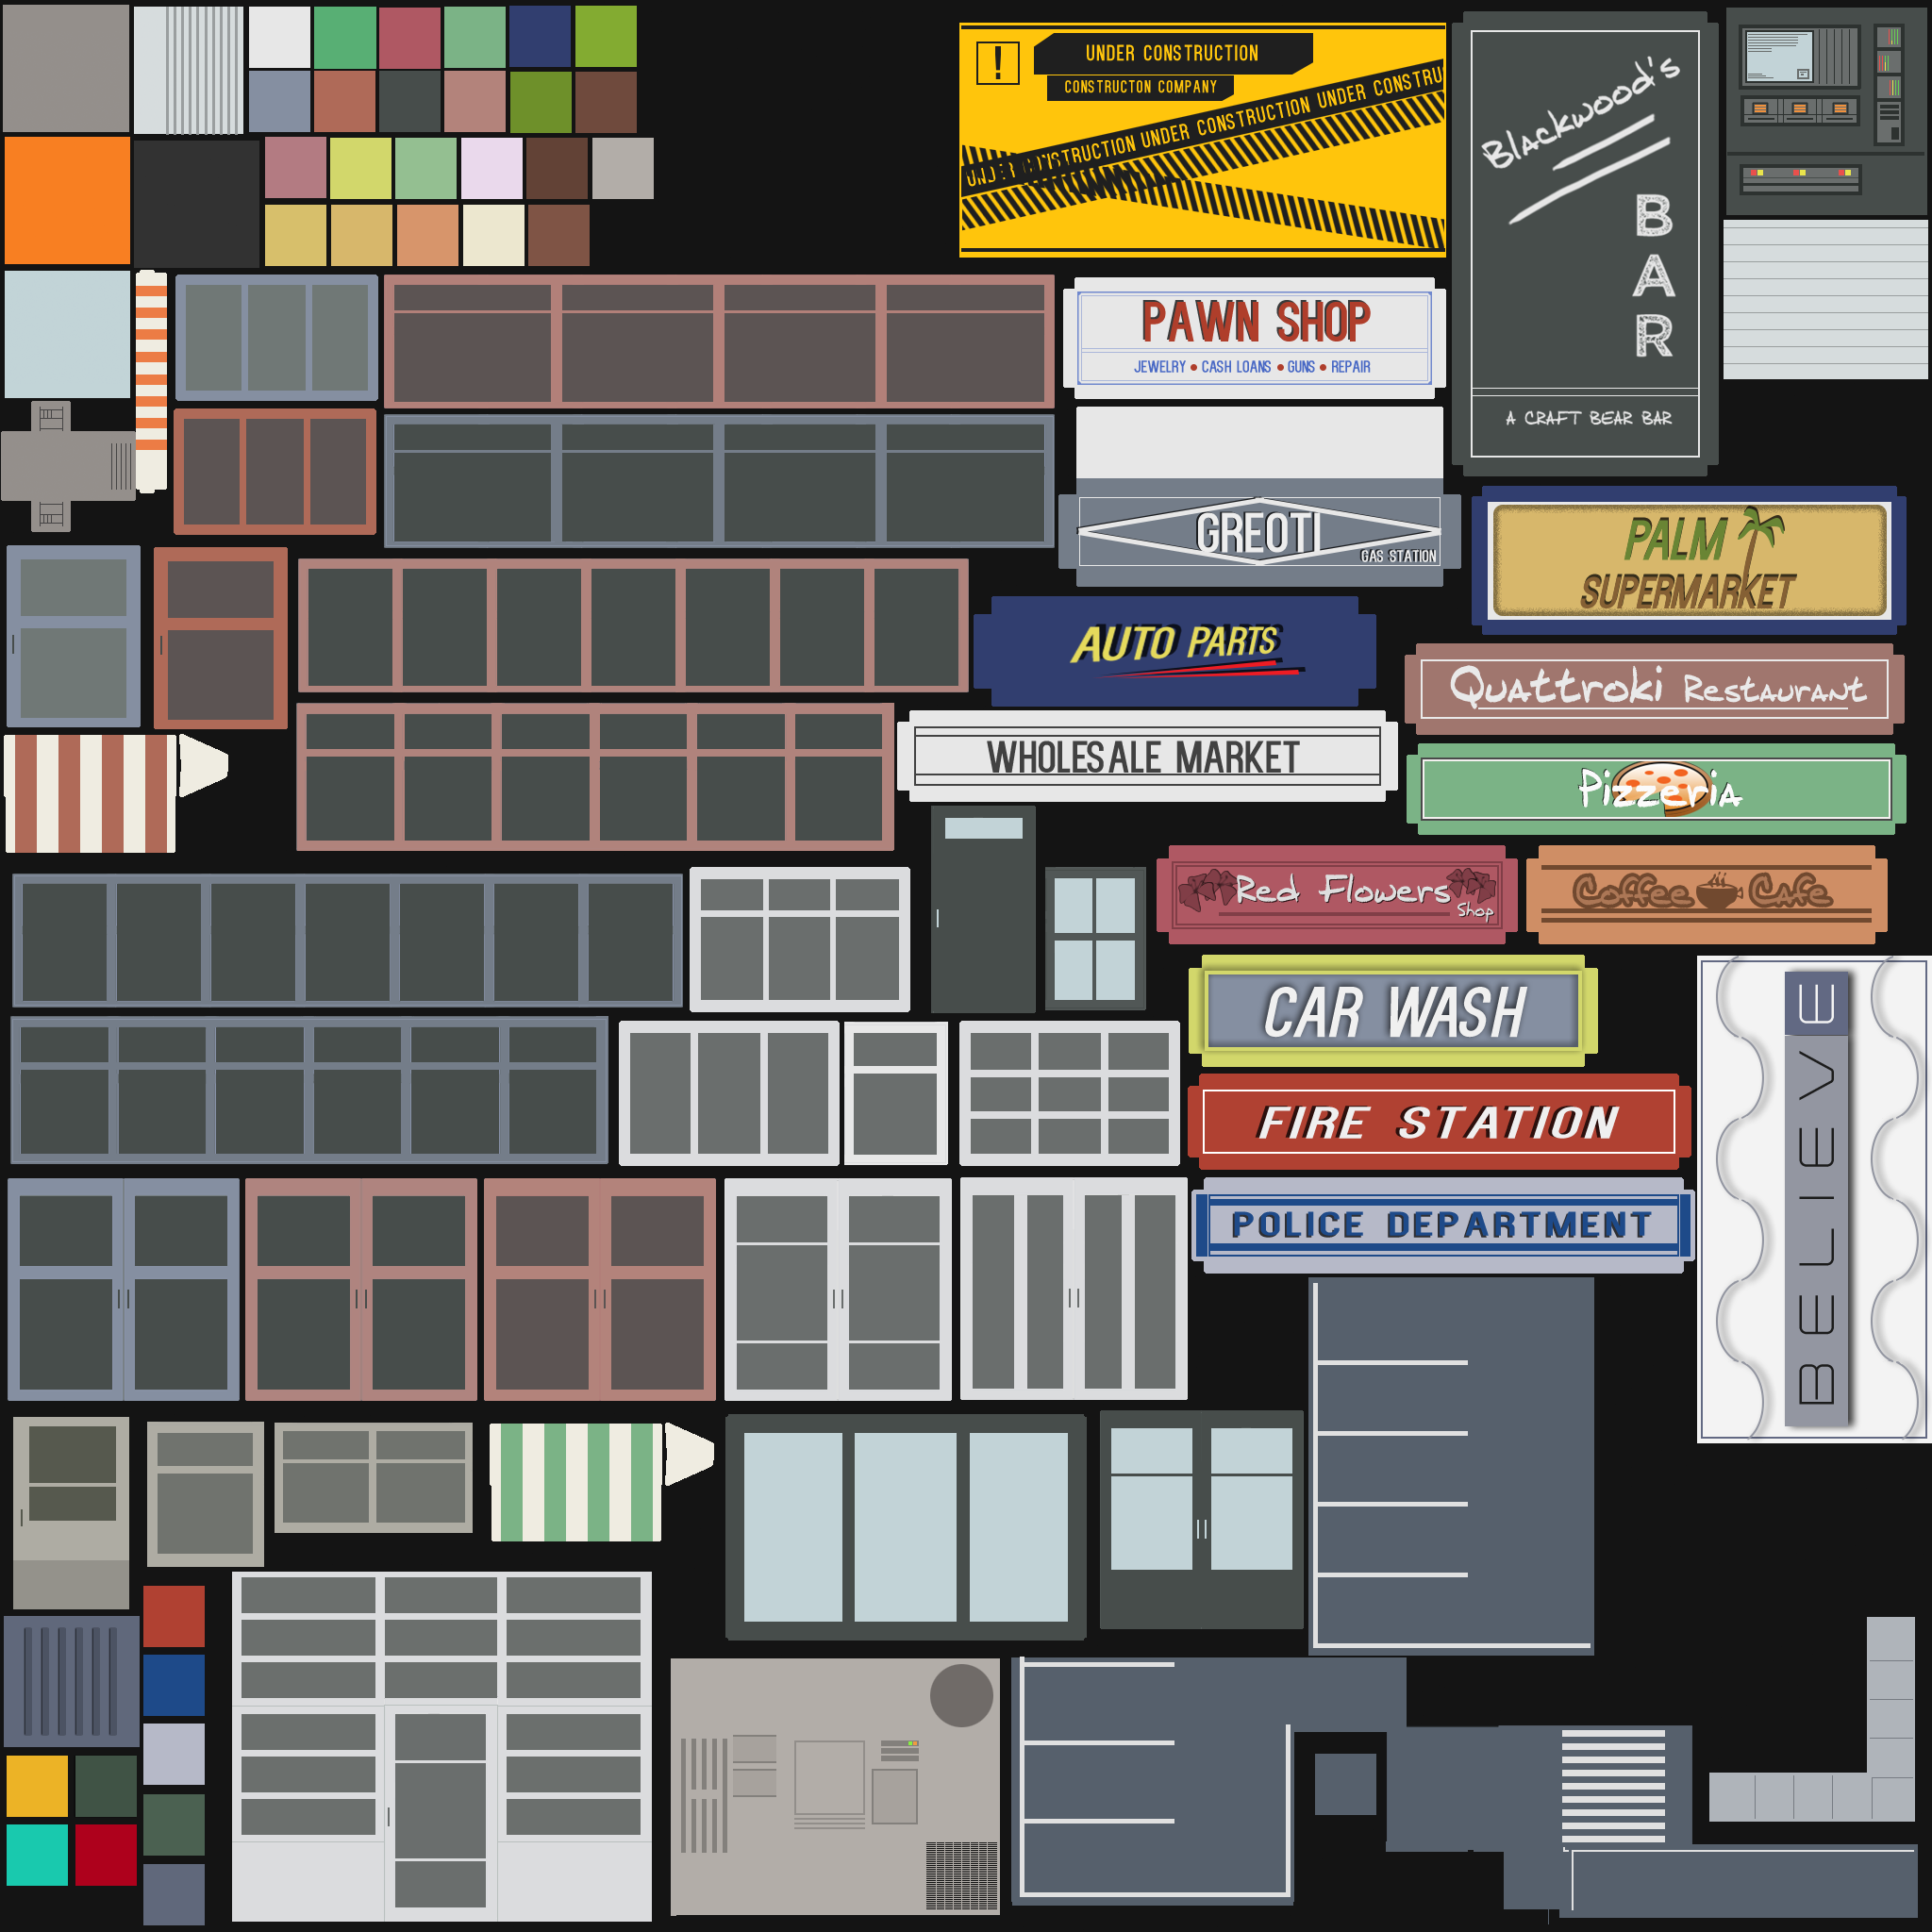 UNDER CONSTRUCTION
CONSTRUCTON COMPANY
UNDER CONSTRUCTION UNDER CONSTRUCTION UNDER CONSTRU
Blackwood's
BAR
A CRAFT BEAR BAR
PAWN SHOP
JEWELRY • CASH LOANS • GUNS • REPAIR
GREOTI
GAS STATION
PALM
SUPERMARKET
AUTO PARTS
Quattroki Restaurant
WHOLESALE MARKET
Pizzeria
Red Flowers
Shop
Coffee Cafe
CAR WASH
FIRE STATION
POLICE DEPARTMENT
BELIEVE